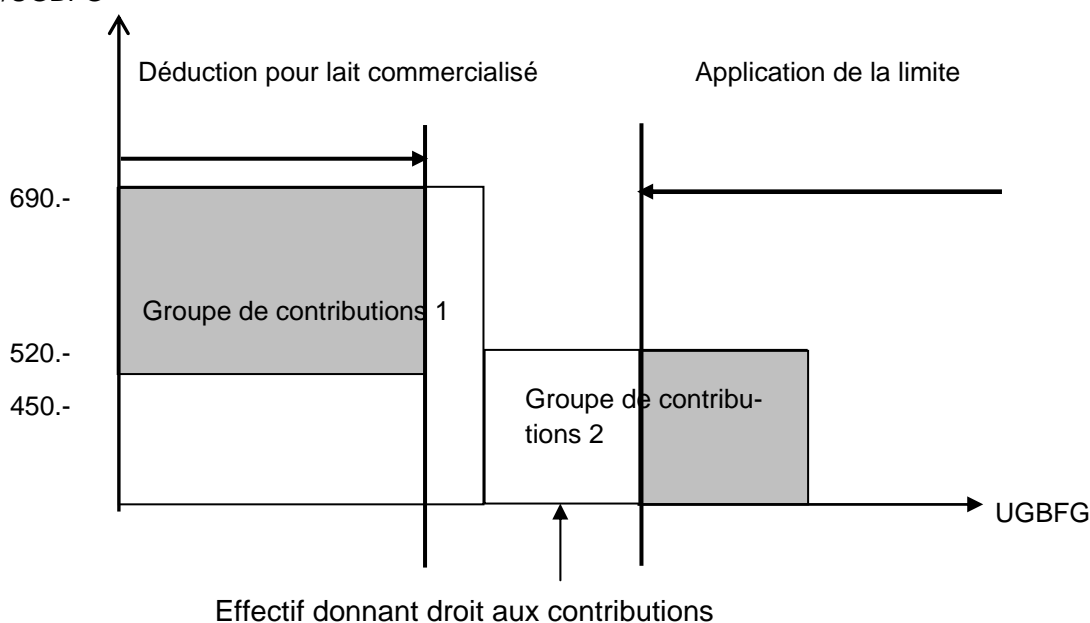 Déduction pour lait commercialisé
Application de la limite
690.-
Groupe de contributions 1
520.-
450.-
Groupe de contribu-
tions 2
UGBFG
Effectif donnant droit aux contributions